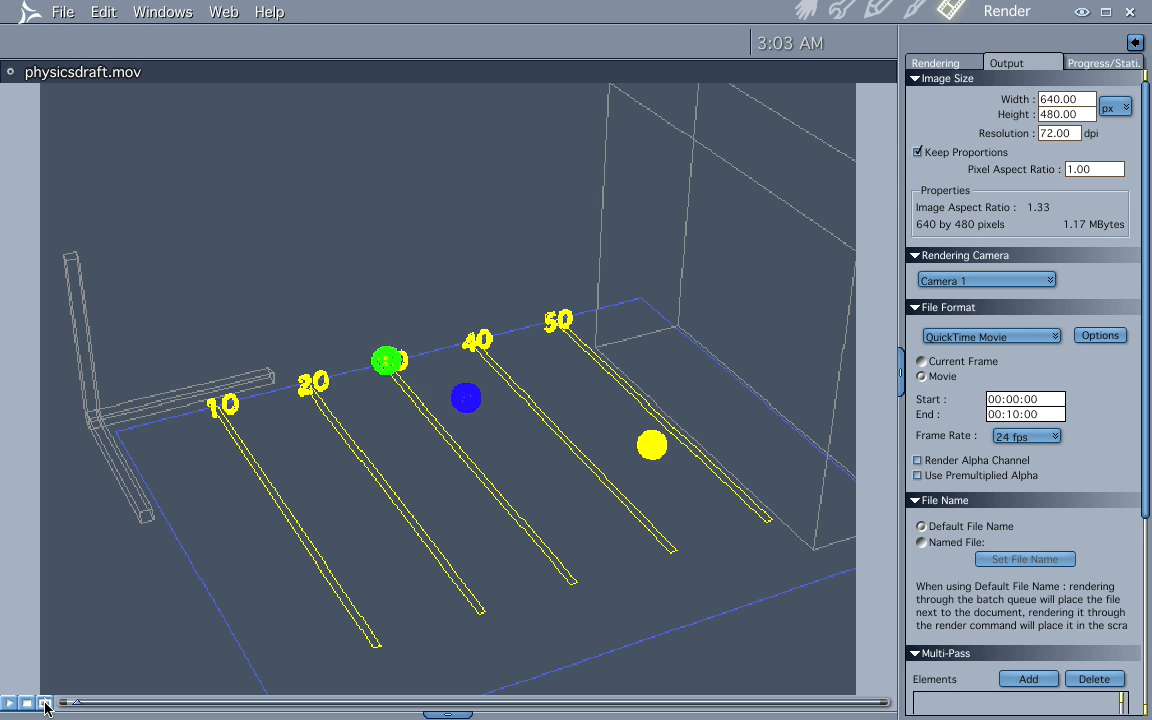 File Edit Windows Web Help
Render
3:03 AM
physicsdraft.mov
Rendering Output Progress/Stati.
Image Size
Width : 640.00
px
Height : 480.00
Resolution : 72.00 dpi
Keep Proportions
Pixel Aspect Ratio : 1.00
Properties
Image Aspect Ratio : 1.33
640 by 480 pixels 1.17 MBytes
Rendering Camera
Camera 1
File Format
QuickTime Movie Options
Current Frame
Movie
Start : 00:00:00
End : 00:10:00
Frame Rate : 24 fps
Render Alpha Channel
Use Premultiplied Alpha
File Name
Default File Name
Named File:
Set File Name
When using Default File Name : rendering
through the batch queue will place the file
next to the document, rendering it through
the render command will place it in the scra
Multi-Pass
Elements Add Delete
10
20
40
50